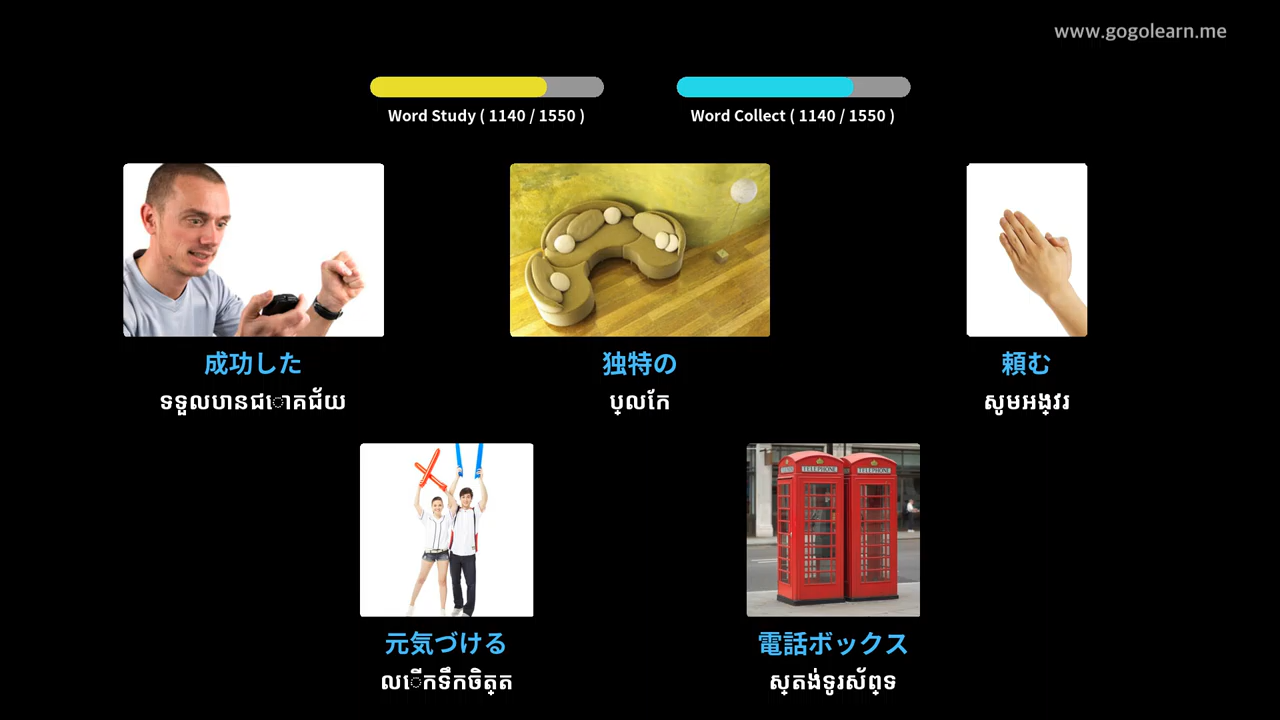 www.gogolearn.me
Word Study ( 1140 / 1550 )
Word Collect ( 1140 / 1550 )
成功した
ទទួលបានជោគជ័យ
独特の
ប្លែក
頼む
សូមអង្វរ
TELEPHONE
TELEPHONE
元気づける
លើកទឹកចិត្ត
電話ボックス
ស្តង់ទូរស័ព្ទ